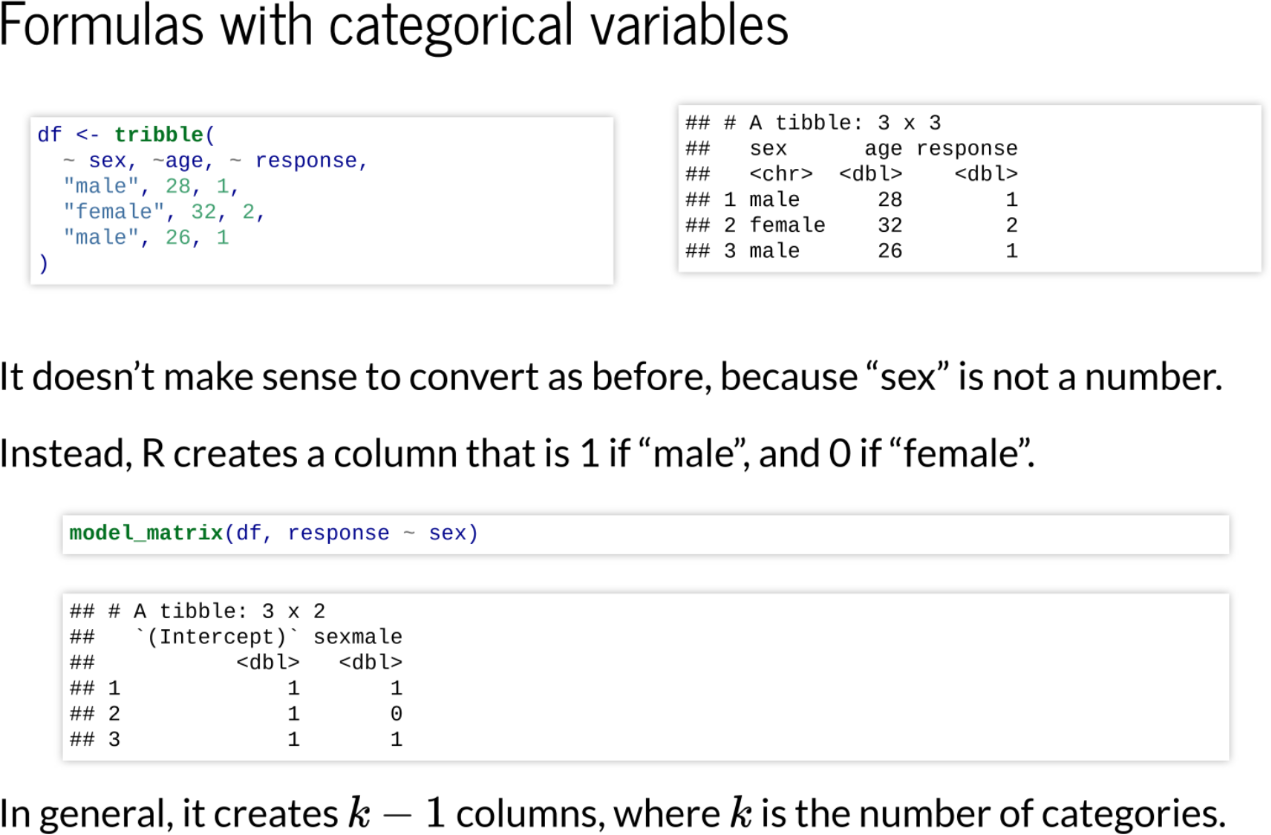 Formulas with categorical variables
df <- tribble(
  ~ sex, ~age, ~ response,
  "male", 28, 1,
  "female", 32, 2,
  "male", 26, 1
)
## # A tibble: 3 x 3
##   sex      age response
##   <chr>  <dbl>    <dbl>
## 1 male      28        1
## 2 female    32        2
## 3 male      26        1
It doesn’t make sense to convert as before, because “sex” is not a number.
Instead, R creates a column that is 1 if “male”, and 0 if “female”.
model_matrix(df, response ~ sex)
## # A tibble: 3 x 2
##   `(Intercept)` sexmale
##           <dbl>   <dbl>
## 1             1       1
## 2             1       0
## 3             1       1
In general, it creates k − 1 columns, where k is the number of categories.